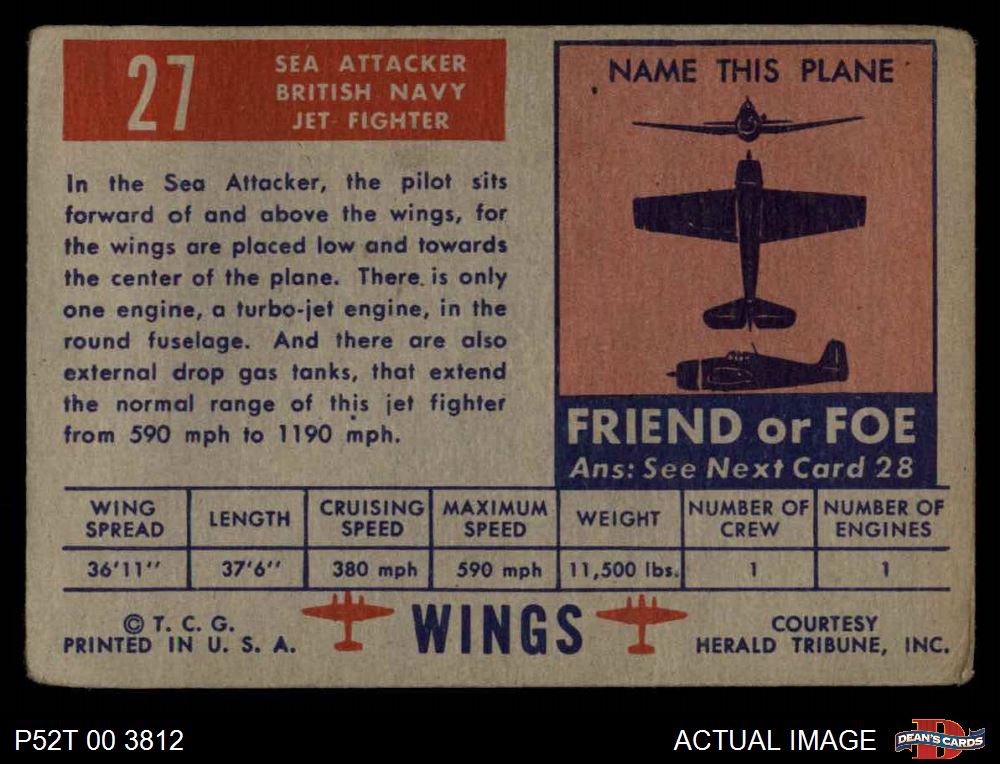 27
SEA ATTACKER
BRITISH NAVY
JET FIGHTER
In the Sea Attacker, the pilot sits
forward of and above the wings, for
the wings are placed low and towards
the center of the plane. There is only
one engine, a turbo-jet engine, in the
round fuselage. And there are also
external drop gas tanks, that extend
the normal range of this jet fighter
from 590 mph to 1190 mph.
NAME THIS PLANE
FRIEND or FOE
Ans: See Next Card 28
WING SPREAD LENGTH CRUISING SPEED MAXIMUM SPEED WEIGHT NUMBER OF CREW NUMBER OF ENGINES
36'11" 37'6" 380 mph 590 mph 11,500 lbs. 1 1
© T. C. G.
PRINTED IN U. S. A.
WINGS
COURTESY
HERALD TRIBUNE, INC.
P52T 00 3812
ACTUAL IMAGE
DEAN'S CARDS